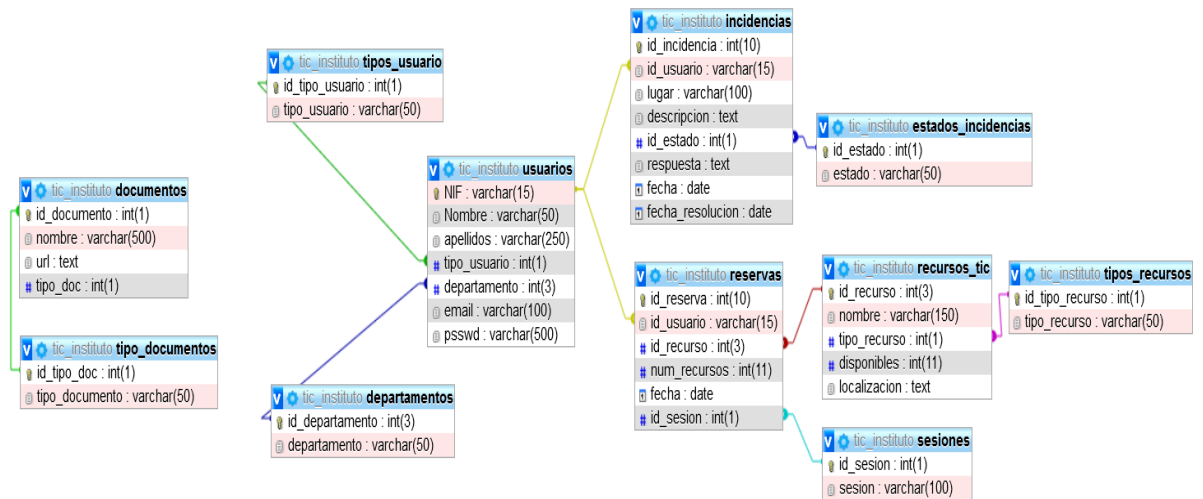 tic_instituto documentos
id_documento : int(1)
nombre : varchar(500)
url : text
tipo_doc : int(1)
tic_instituto tipo_documentos
id_tipo_doc : int(1)
tipo_documento : varchar(50)
tic_instituto tipos_usuario
id_tipo_usuario : int(1)
tipo_usuario : varchar(50)
tic_instituto departamentos
id_departamento : int(3)
departamento : varchar(50)
tic_instituto usuarios
NIF : varchar(15)
Nombre : varchar(50)
apellidos : varchar(250)
tipo_usuario : int(1)
departamento : int(3)
email : varchar(100)
psswd : varchar(500)
tic_instituto incidencias
id_incidencia : int(10)
id_usuario : varchar(15)
lugar : varchar(100)
descripcion : text
id_estado : int(1)
respuesta : text
fecha : date
fecha_resolucion : date
tic_instituto estados_incidencias
id_estado : int(1)
estado : varchar(50)
tic_instituto reservas
id_reserva : int(10)
id_usuario : varchar(15)
id_recurso : int(3)
num_recursos : int(11)
fecha : date
id_sesion : int(1)
tic_instituto recursos_tic
id_recurso : int(3)
nombre : varchar(150)
tipo_recurso : int(1)
disponibles : int(11)
localizacion : text
tic_instituto tipos_recursos
id_tipo_recurso : int(1)
tipo_recurso : varchar(50)
tic_instituto sesiones
id_sesion : int(1)
sesion : varchar(100)